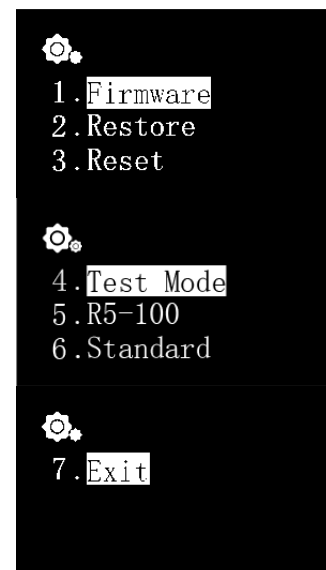 1.Firmware
2.Restore
3.Reset
4.Test Mode
5.R5-100
6.Standard
7.Exit